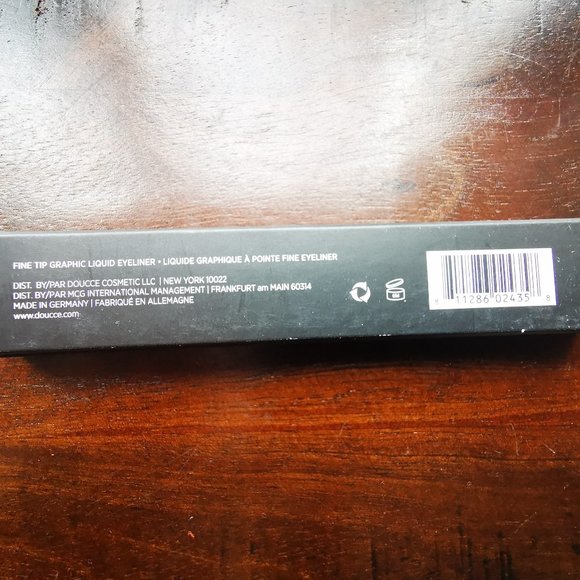 FINE TIP GRAPHIC LIQUID EYELINER • LIQUIDE GRAPHIQUE À POINTE FINE EYELINER
DIST. BY/PAR DOUCCE COSMETIC LLC | NEW YORK 10022
DIST. BY/PAR MCG INTERNATIONAL MANAGEMENT | FRANKFURT am MAIN 60314
MADE IN GERMANY | FABRIQUÉ EN ALLEMAGNE
www.doucce.com
8 11286 02435 8